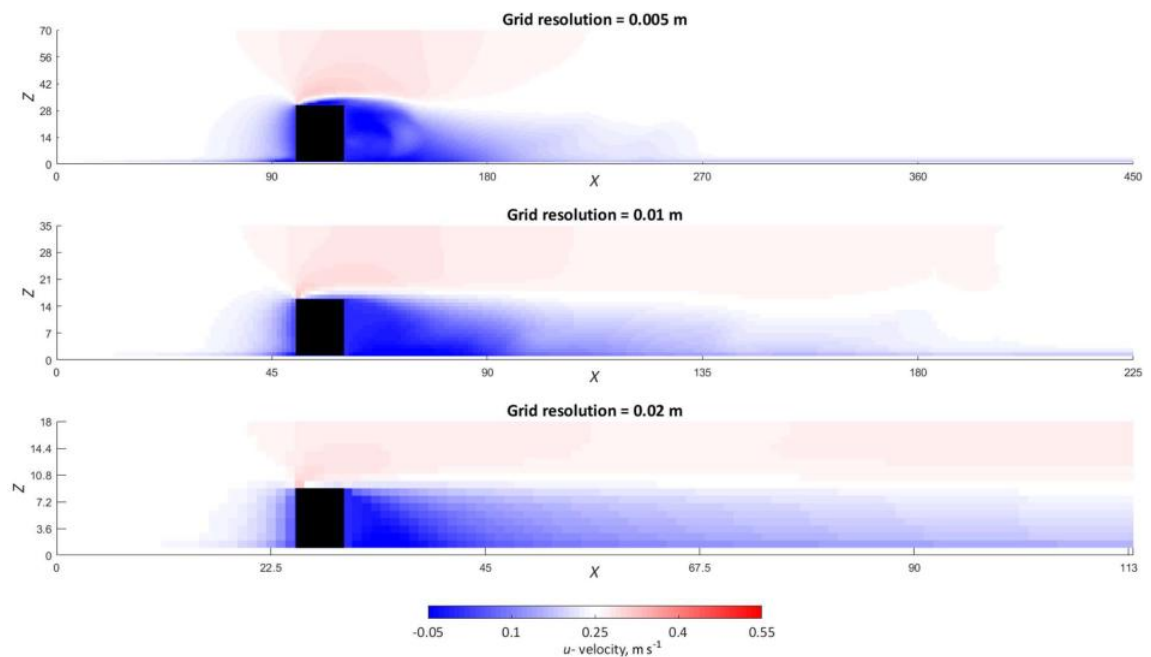 Grid resolution = 0.005 m
70
56
42
28
14
0
Z
0 90 180 270 360 450
X
Grid resolution = 0.01 m
35
28
21
14
7
0
Z
0 45 90 135 180 225
X
Grid resolution = 0.02 m
18
14.4
10.8
7.2
3.6
0
Z
0 22.5 45 67.5 90 113
X
-0.05 0.1 0.25 0.4 0.55
u- velocity, m s⁻¹